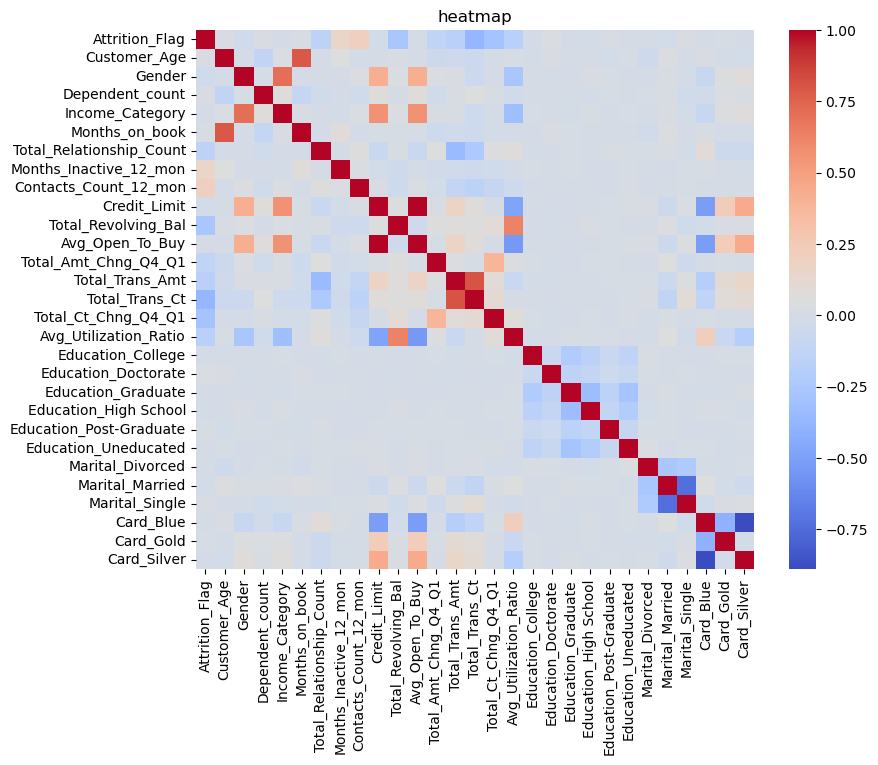 heatmap
Attrition_Flag
Customer_Age
Gender
Dependent_count
Income_Category
Months_on_book
Total_Relationship_Count
Months_Inactive_12_mon
Contacts_Count_12_mon
Credit_Limit
Total_Revolving_Bal
Avg_Open_To_Buy
Total_Amt_Chng_Q4_Q1
Total_Trans_Amt
Total_Trans_Ct
Total_Ct_Chng_Q4_Q1
Avg_Utilization_Ratio
Education_College
Education_Doctorate
Education_Graduate
Education_High School
Education_Post-Graduate
Education_Uneducated
Marital_Divorced
Marital_Married
Marital_Single
Card_Blue
Card_Gold
Card_Silver
Attrition_Flag
Customer_Age
Gender
Dependent_count
Income_Category
Months_on_book
Total_Relationship_Count
Months_Inactive_12_mon
Contacts_Count_12_mon
Credit_Limit
Total_Revolving_Bal
Avg_Open_To_Buy
Total_Amt_Chng_Q4_Q1
Total_Trans_Amt
Total_Trans_Ct
Total_Ct_Chng_Q4_Q1
Avg_Utilization_Ratio
Education_College
Education_Doctorate
Education_Graduate
Education_High School
Education_Post-Graduate
Education_Uneducated
Marital_Divorced
Marital_Married
Marital_Single
Card_Blue
Card_Gold
Card_Silver
1.00
0.75
0.50
0.25
0.00
−0.25
−0.50
−0.75